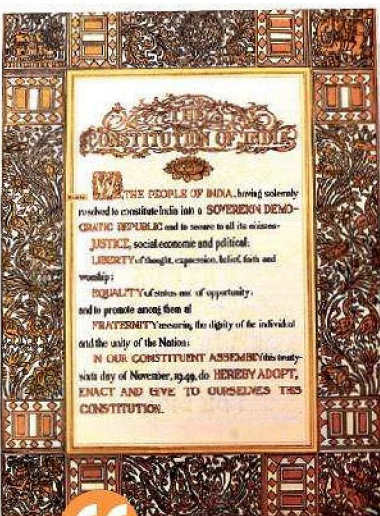 THE
CONSTITUTION OF INDIA
WE, THE PEOPLE OF INDIA, having solemnly
resolved to constitute India into a SOVEREIGN DEMO-
CRATIC REPUBLIC and to secure to all its citizens:
JUSTICE, social, economic and political;
LIBERTY of thought, expression, belief, faith and
worship;
EQUALITY of status and of opportunity;
and to promote among them all
FRATERNITY assuring the dignity of the individual
and the unity of the Nation;
IN OUR CONSTITUENT ASSEMBLY this twenty-
sixth day of November, 1949, do HEREBY ADOPT,
ENACT AND GIVE TO OURSELVES THIS
CONSTITUTION.